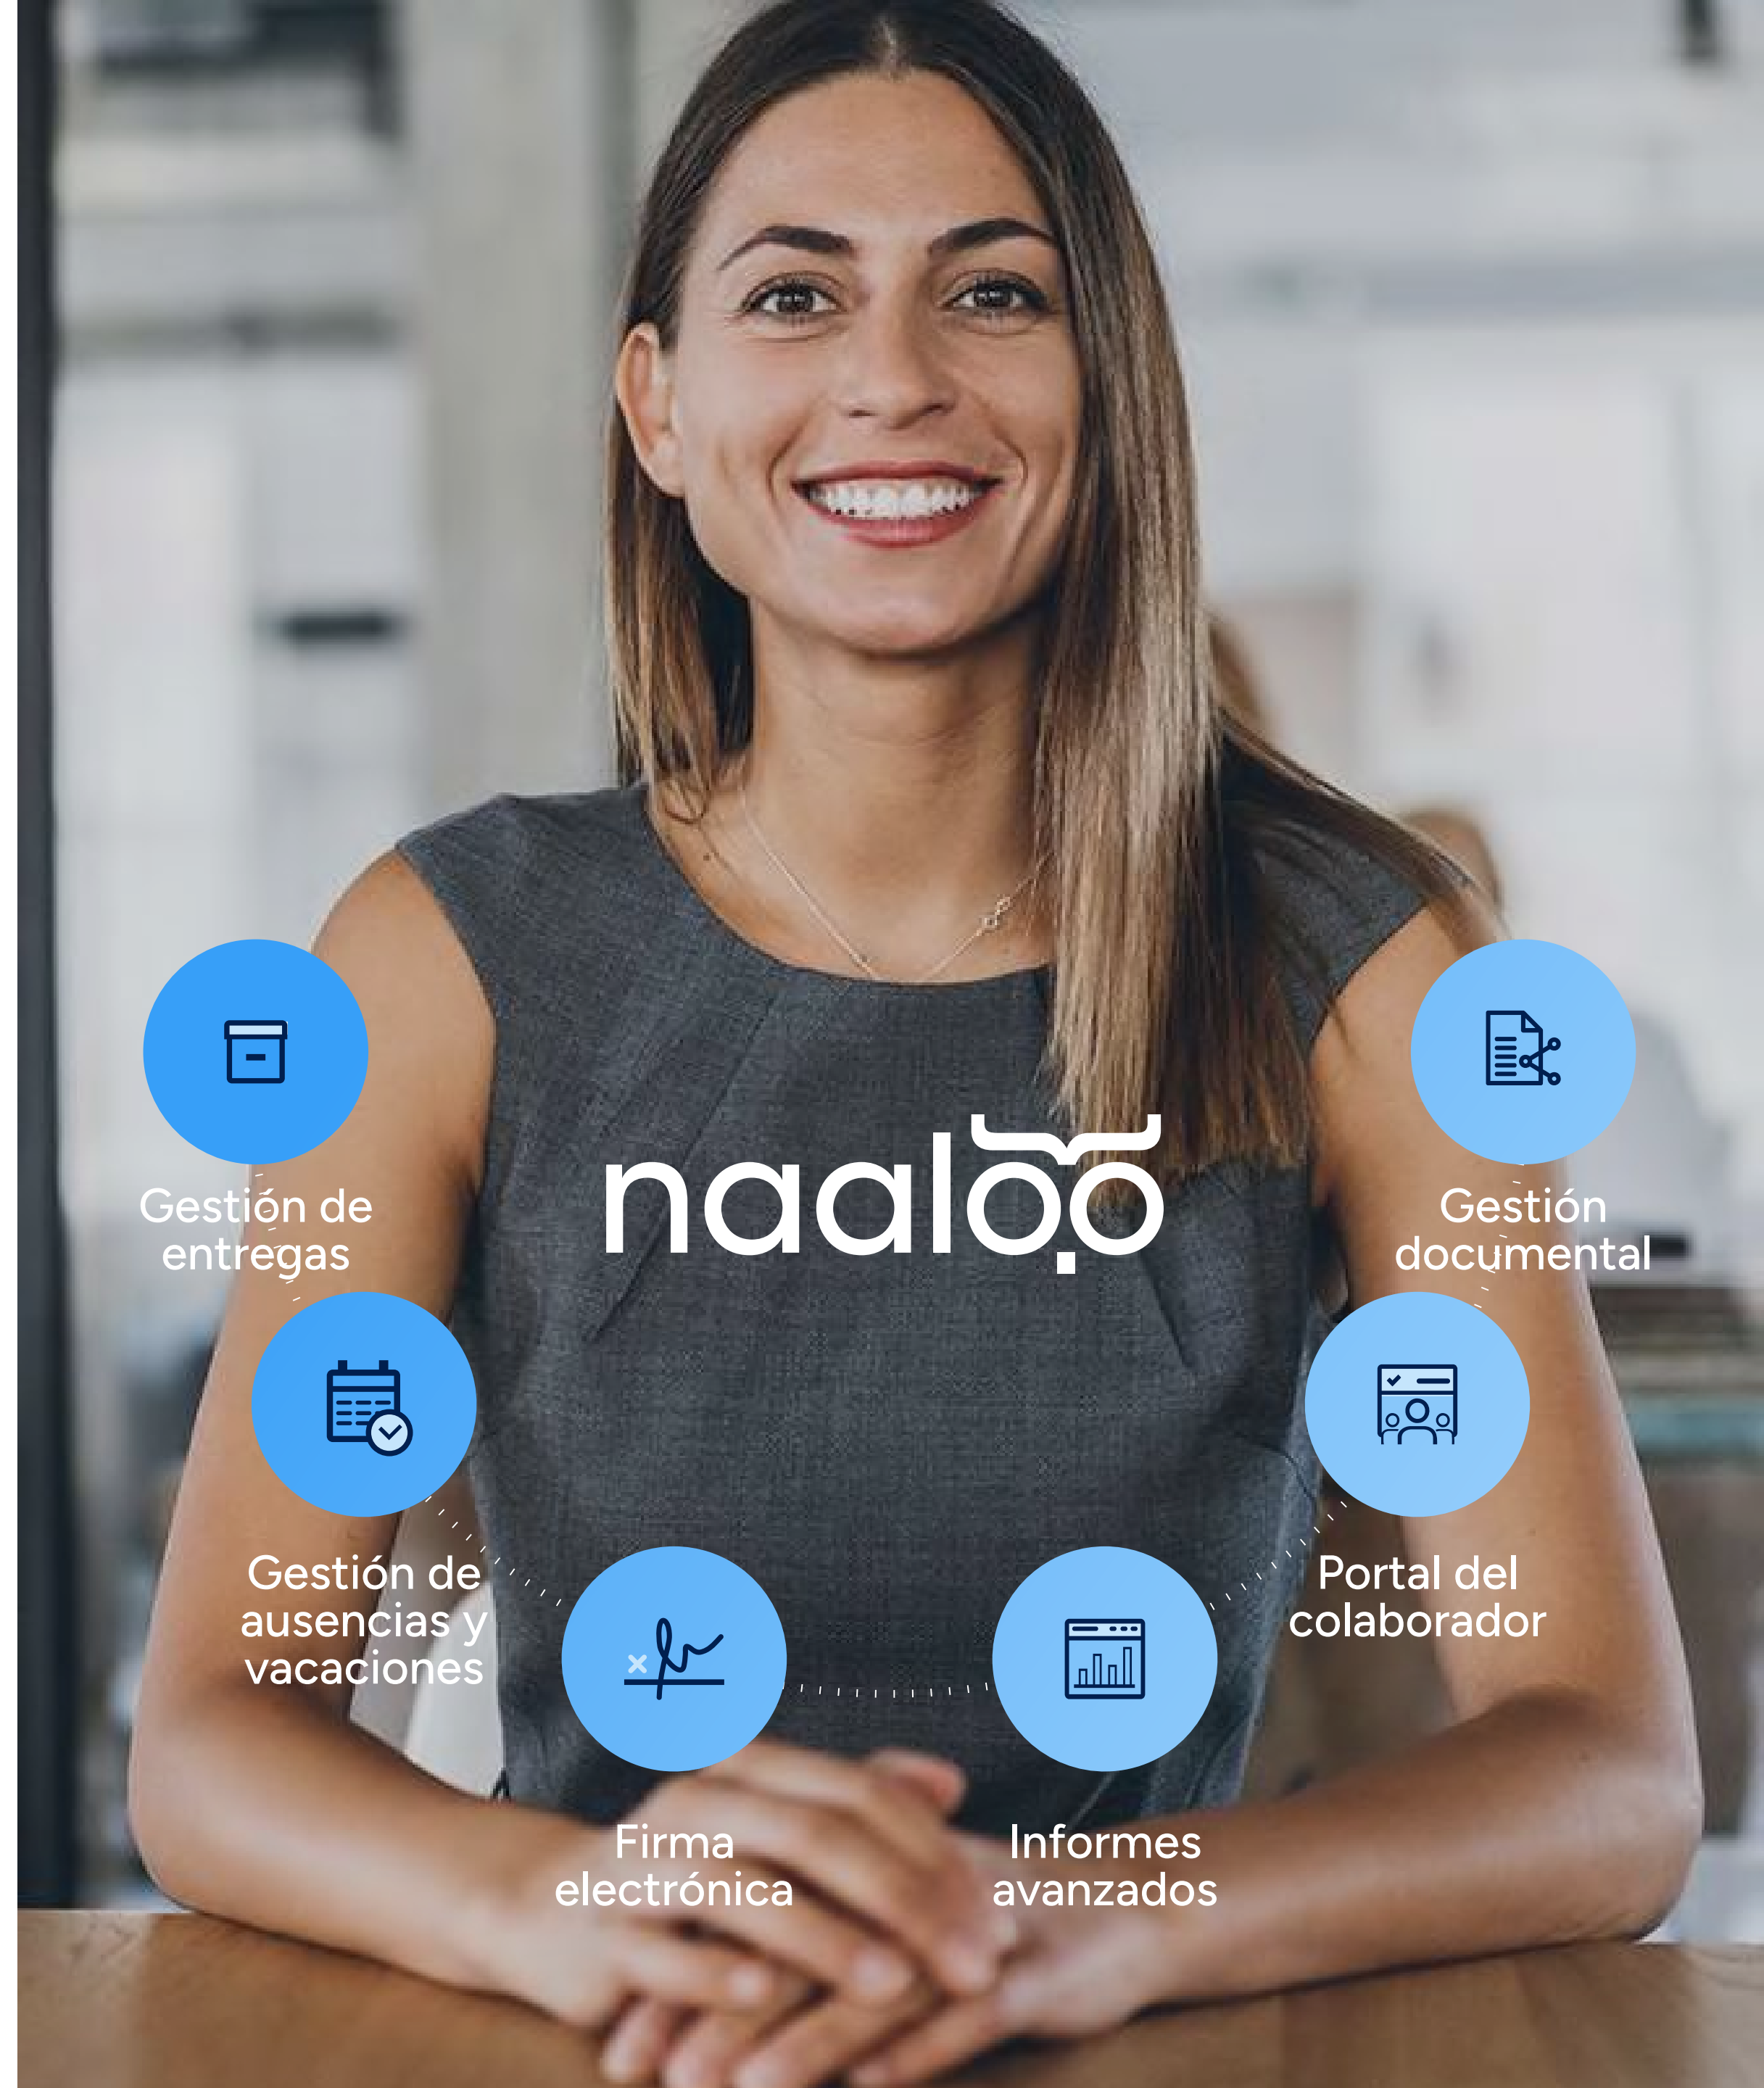 naaloo
Gestión de
entregas
Gestión
documental
Gestión de
ausencias y
vacaciones
Portal del
colaborador
Firma
electrónica
Informes
avanzados